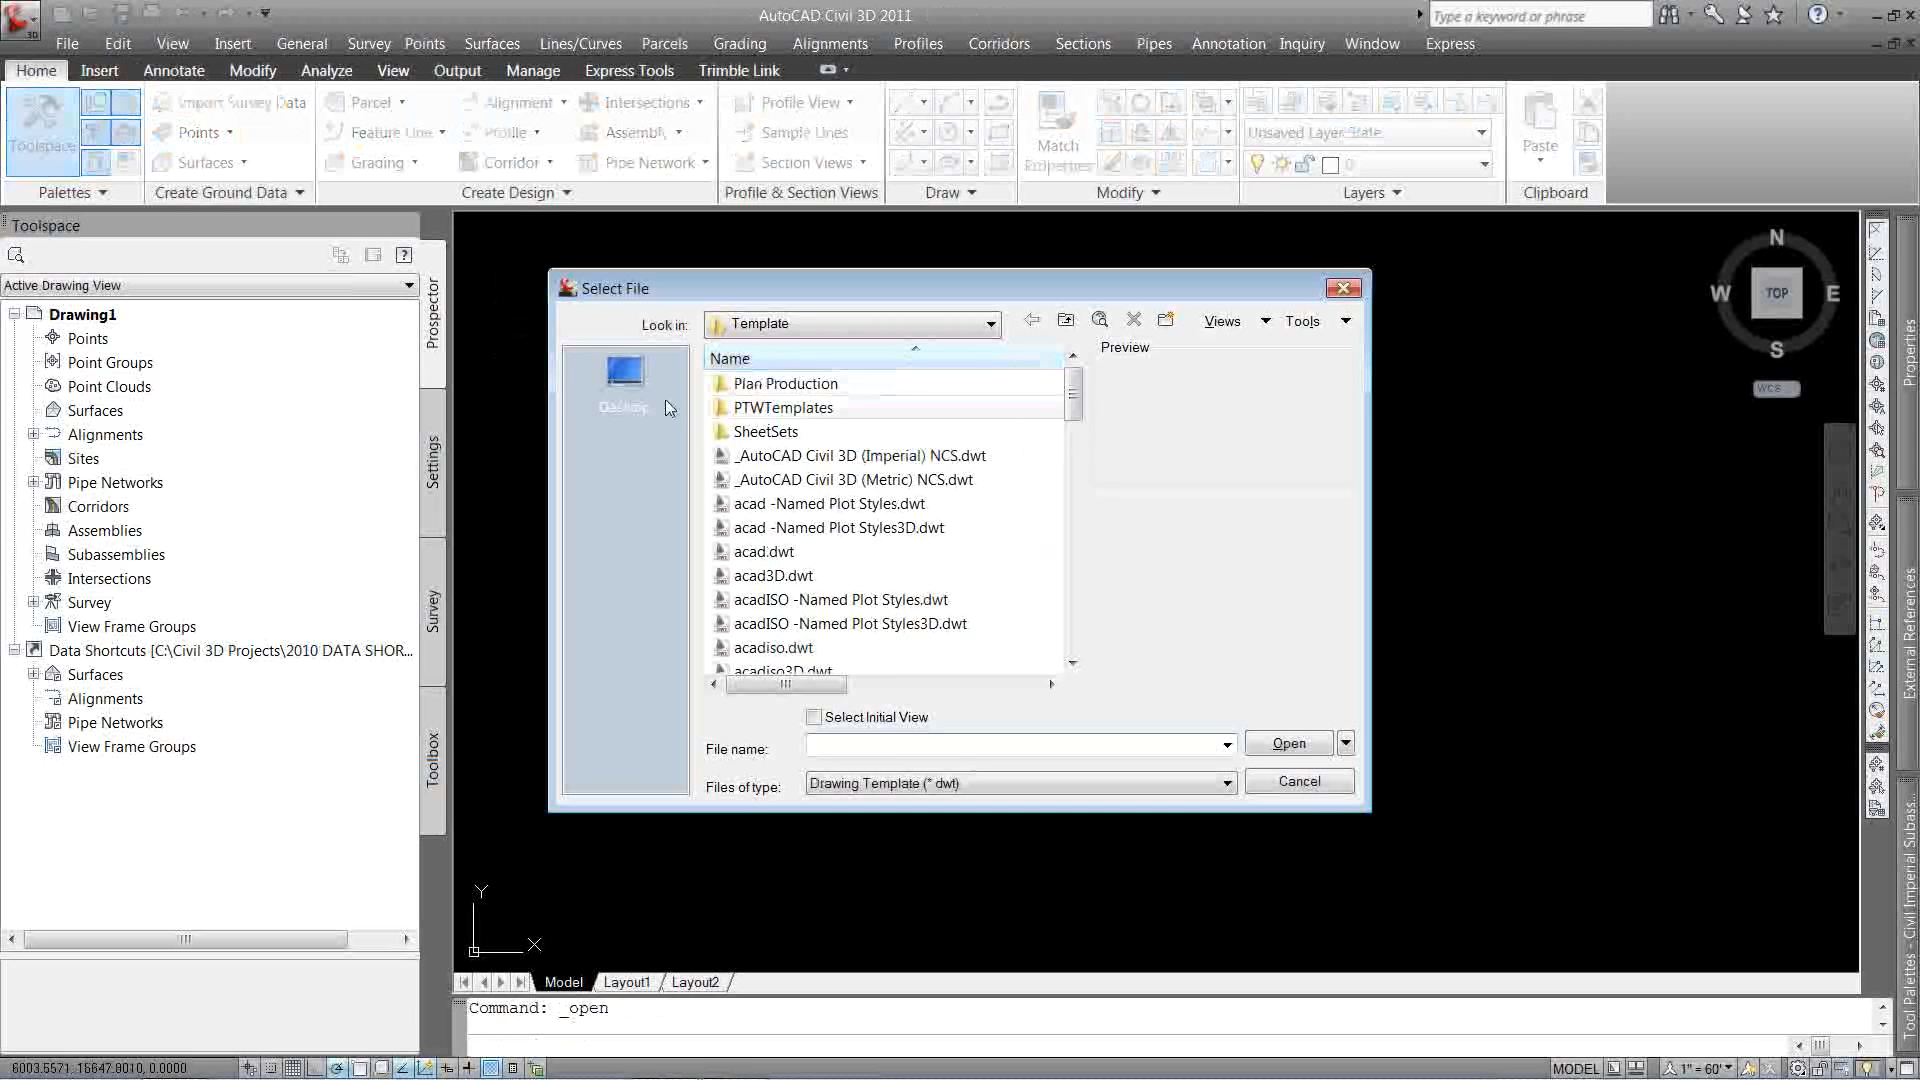 AutoCAD Civil 3D 2011
Type a keyword or phrase
File Edit View Insert General Survey Points Surfaces Lines/Curves Parcels Grading Alignments Profiles Corridors Sections Pipes Annotation Inquiry Window Express
Home Insert Annotate Modify Analyze View Output Manage Express Tools Trimble Link
Import Survey Data Parcel Alignment Intersections Profile View
Points Feature Line Profile Assembly Sample Lines Unsaved Layer State
Toolspace Match Properties Paste
Surfaces Grading Corridor Pipe Network Section Views 0
Palettes Create Ground Data Create Design Profile & Section Views Draw Modify Layers Clipboard
Toolspace
Active Drawing View
Drawing1
Points
Point Groups
Point Clouds
Surfaces
Alignments
Sites
Pipe Networks
Corridors
Assemblies
Subassemblies
Intersections
Survey
View Frame Groups
Data Shortcuts [C:\Civil 3D Projects\2010 DATA SHOR...
Surfaces
Alignments
Pipe Networks
View Frame Groups
Prospector
Settings
Survey
Toolbox
Select File
Look in: Template
Views Tools
Desktop
Name
Preview
Plan Production
PTWTemplates
SheetSets
_AutoCAD Civil 3D (Imperial) NCS.dwt
_AutoCAD Civil 3D (Metric) NCS.dwt
acad -Named Plot Styles.dwt
acad -Named Plot Styles3D.dwt
acad.dwt
acad3D.dwt
acadISO -Named Plot Styles.dwt
acadISO -Named Plot Styles3D.dwt
acadiso.dwt
acadiso3D.dwt
Select Initial View
File name:
Open
Files of type: Drawing Template (*.dwt)
Cancel
N
W TOP E
S
WCS
Properties
External References
Tool Palettes - Civil Imperial Subass...
Y
X
Model Layout1 Layout2
Command: _open
6003.5571, 15647.8010, 0.0000
MODEL 1" = 60'